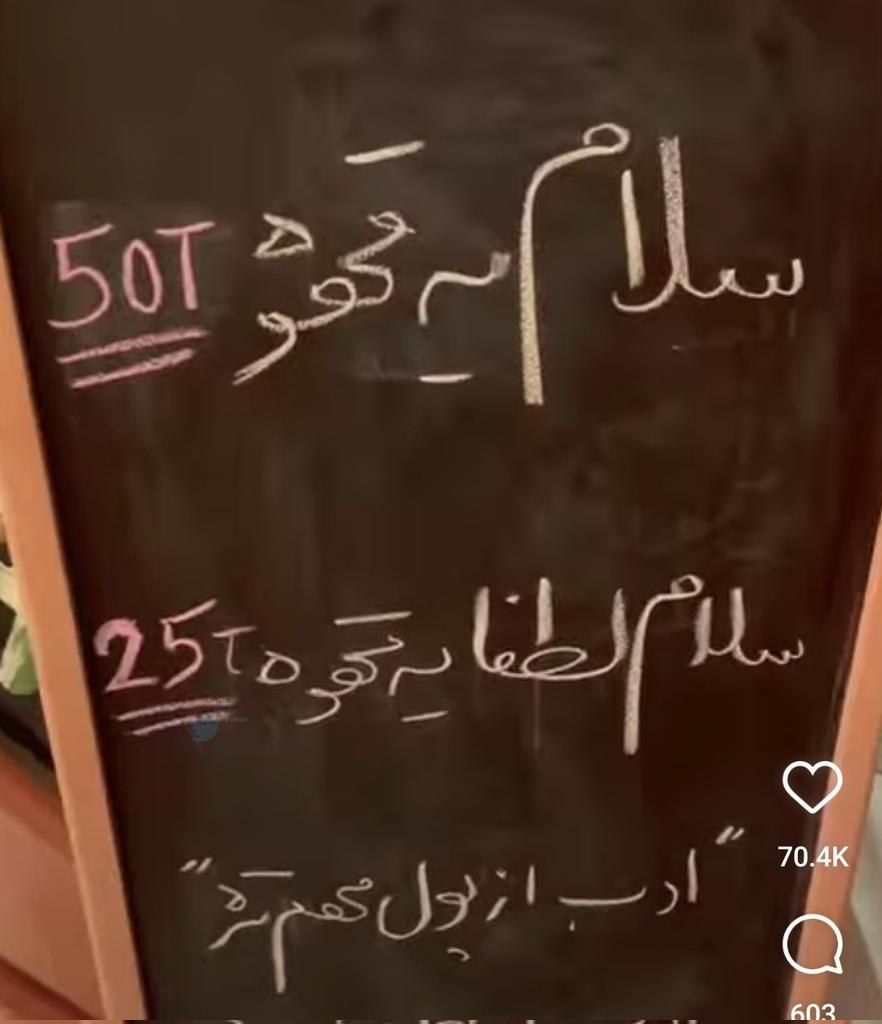 سلام یه قهوه 50T
سلام لطفا یه قهوه 25T
"ادب از پول مهم تره"
70.4K
603